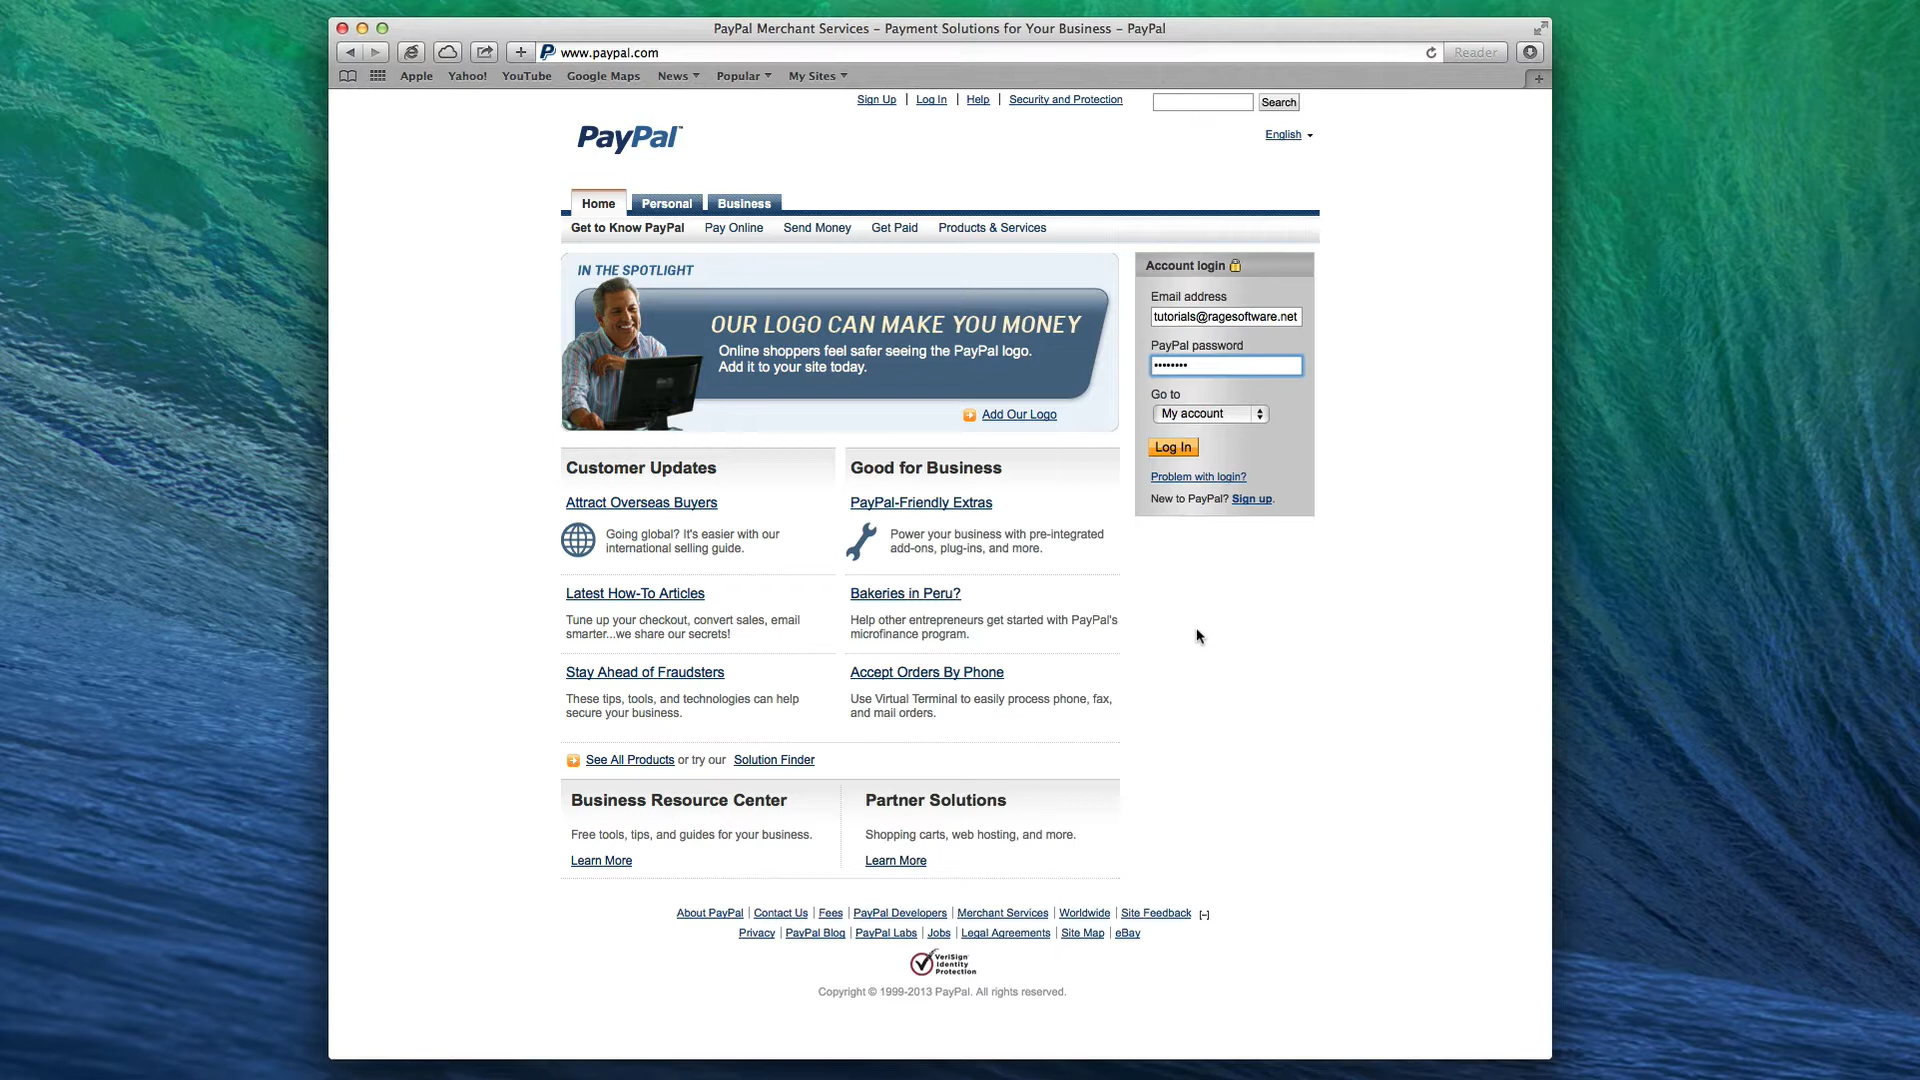 PayPal Merchant Services – Payment Solutions for Your Business – PayPal
www.paypal.com
Reader
Apple Yahoo! YouTube Google Maps News Popular My Sites
Sign Up | Log In | Help | Security and Protection
Search
PayPal™
English
Home Personal Business
Get to Know PayPal Pay Online Send Money Get Paid Products & Services
IN THE SPOTLIGHT
OUR LOGO CAN MAKE YOU MONEY
Online shoppers feel safer seeing the PayPal logo.
Add it to your site today.
Add Our Logo
Account login
Email address
tutorials@ragesoftware.net
PayPal password
••••••••
Go to
My account
Log In
Problem with login?
New to PayPal? Sign up.
Customer Updates
Attract Overseas Buyers
Going global? It's easier with our
international selling guide.
Latest How-To Articles
Tune up your checkout, convert sales, email
smarter...we share our secrets!
Stay Ahead of Fraudsters
These tips, tools, and technologies can help
secure your business.
Good for Business
PayPal-Friendly Extras
Power your business with pre-integrated
add-ons, plug-ins, and more.
Bakeries in Peru?
Help other entrepreneurs get started with PayPal's
microfinance program.
Accept Orders By Phone
Use Virtual Terminal to easily process phone, fax,
and mail orders.
See All Products or try our Solution Finder
Business Resource Center
Free tools, tips, and guides for your business.
Learn More
Partner Solutions
Shopping carts, web hosting, and more.
Learn More
About PayPal | Contact Us | Fees | PayPal Developers | Merchant Services | Worldwide | Site Feedback [-]
Privacy | PayPal Blog | PayPal Labs | Jobs | Legal Agreements | Site Map | eBay
VeriSign
Identity
Protection
Copyright © 1999-2013 PayPal. All rights reserved.